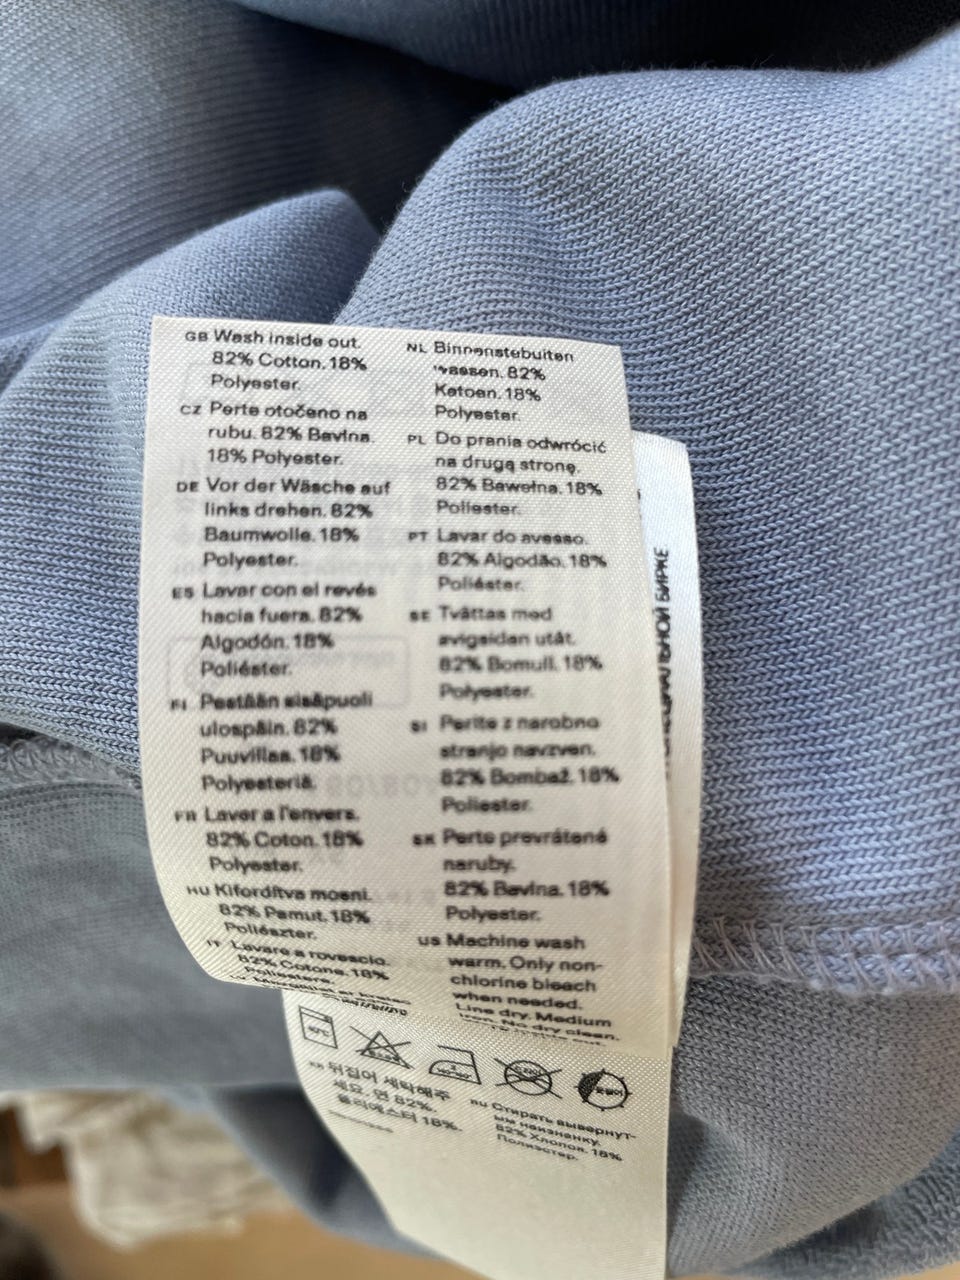 GB Wash inside out.
82% Cotton. 18%
Polyester.
CZ Perte otočeno na
rubu. 82% Bavlna.
18% Polyester.
DE Vor der Wäsche auf
links drehen. 82%
Baumwolle. 18%
Polyester.
ES Lavar con el revés
hacia fuera. 82%
Algodón. 18%
Poliéster.
FI Pestään sisäpuoli
ulospäin. 82%
Puuvillaa. 18%
Polyesteriä.
FR Laver a l'envers.
82% Coton. 18%
Polyester.
HU Kifordítva mosni.
82% Pamut. 18%
Poliészter.
IT Lavare a rovescio.
82% Cotone. 18%
Poliestere.
NL Binnenstebuiten
wassen. 82%
Katoen. 18%
Polyester.
PL Do prania odwrócić
na drugą stronę.
82% Bawełna. 18%
Poliester.
PT Lavar do avesso.
82% Algodão. 18%
Poliéster.
SE Tvättas med
avigsidan utåt.
82% Bomull. 18%
Polyester.
SI Perite z narobno
stranjo navzven.
82% Bombaž. 18%
Poliester.
SK Perte prevrátené
naruby.
82% Bavlna. 18%
Polyester.
US Machine wash
warm. Only non-
chlorine bleach
when needed.
Line dry. Medium
iron. No dry clean.
БИРКЕ
KR 뒤집어 세탁해주
세요. 면 82%.
폴리에스터 18%.
RU Стирать вывернут-
ым наизнанку.
82% Хлопок. 18%
Полиэстер.